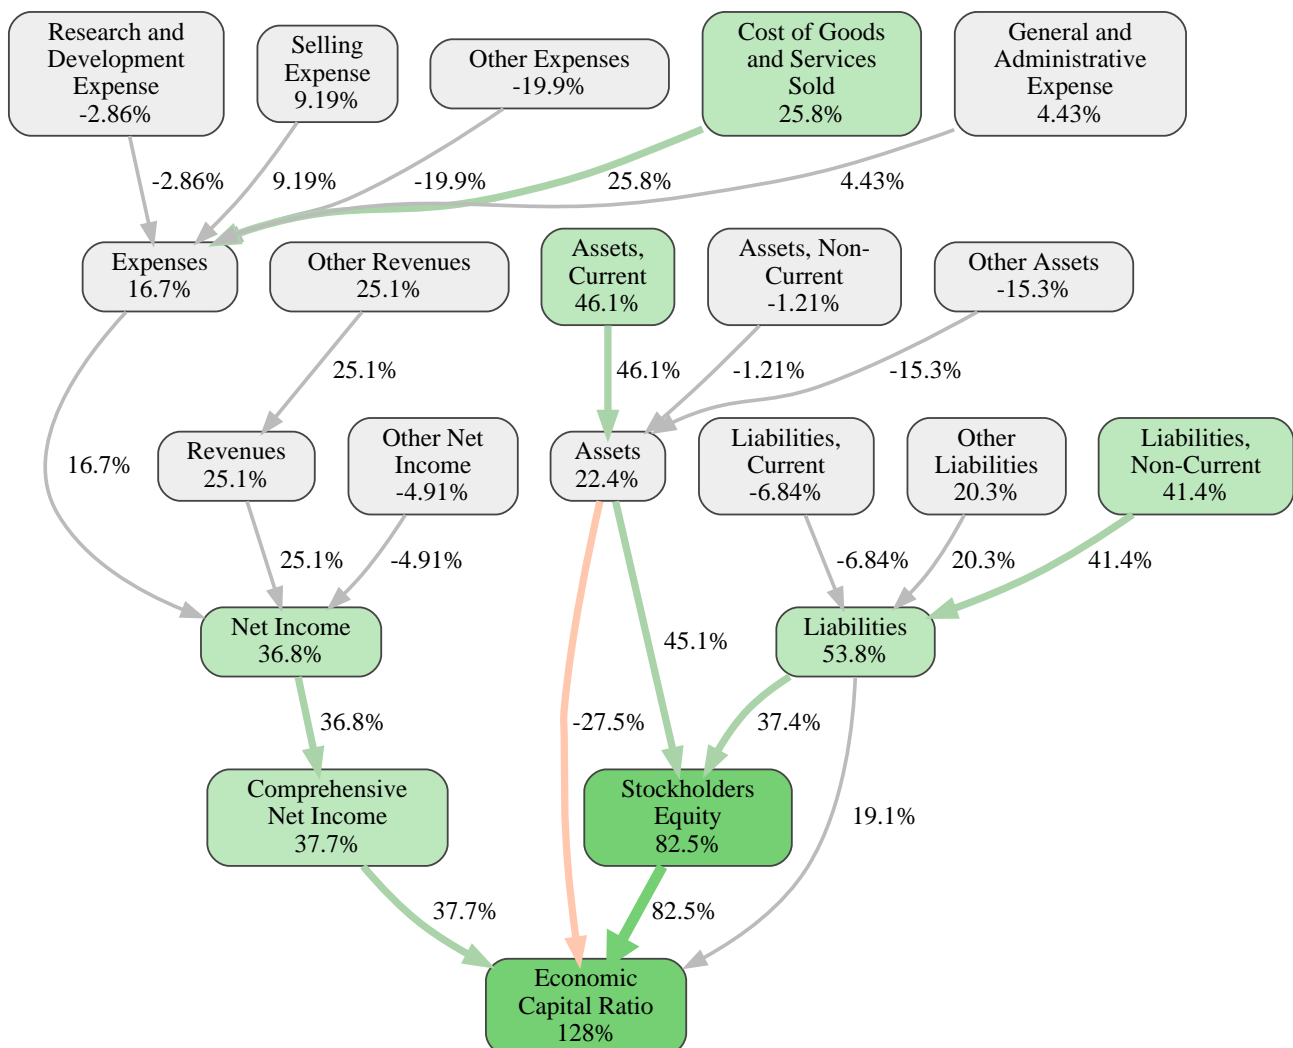 Research and
Development
Expense
-2.86%
Selling
Expense
9.19%
Other Expenses
-19.9%
Cost of Goods
and Services
Sold
25.8%
General and
Administrative
Expense
4.43%
-2.86%
9.19%
-19.9%
25.8%
4.43%
Expenses
16.7%
Other Revenues
25.1%
Assets,
Current
46.1%
Assets, Non-
Current
-1.21%
Other Assets
-15.3%
25.1%
46.1%
-1.21%
-15.3%
16.7%
Revenues
25.1%
Other Net
Income
-4.91%
Assets
22.4%
Liabilities,
Current
-6.84%
Other
Liabilities
20.3%
Liabilities,
Non-Current
41.4%
25.1%
-4.91%
-6.84%
20.3%
41.4%
Net Income
36.8%
45.1%
Liabilities
53.8%
36.8%
-27.5%
37.4%
Comprehensive
Net Income
37.7%
Stockholders
Equity
82.5%
19.1%
37.7%
82.5%
Economic
Capital Ratio
128%